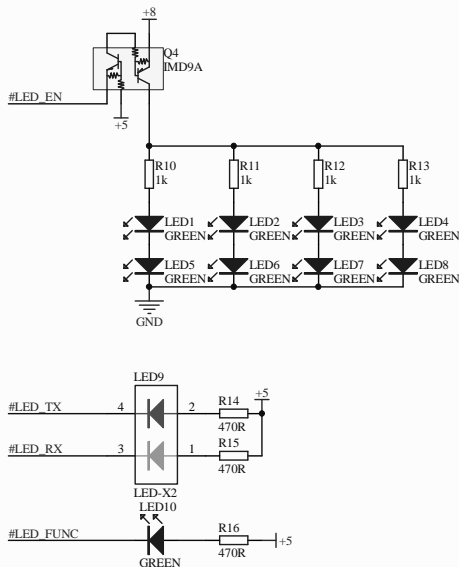 +8
Q4
IMD9A
#LED_EN
+5
R10 R11 R12 R13
1k 1k 1k 1k
LED1 LED2 LED3 LED4
GREEN GREEN GREEN GREEN
LED5 LED6 LED7 LED8
GREEN GREEN GREEN GREEN
GND
LED9
+5
#LED_TX 4 2 R14
470R
#LED_RX 3 1 R15
470R
LED-X2
LED10
#LED_FUNC R16 +5
GREEN 470R